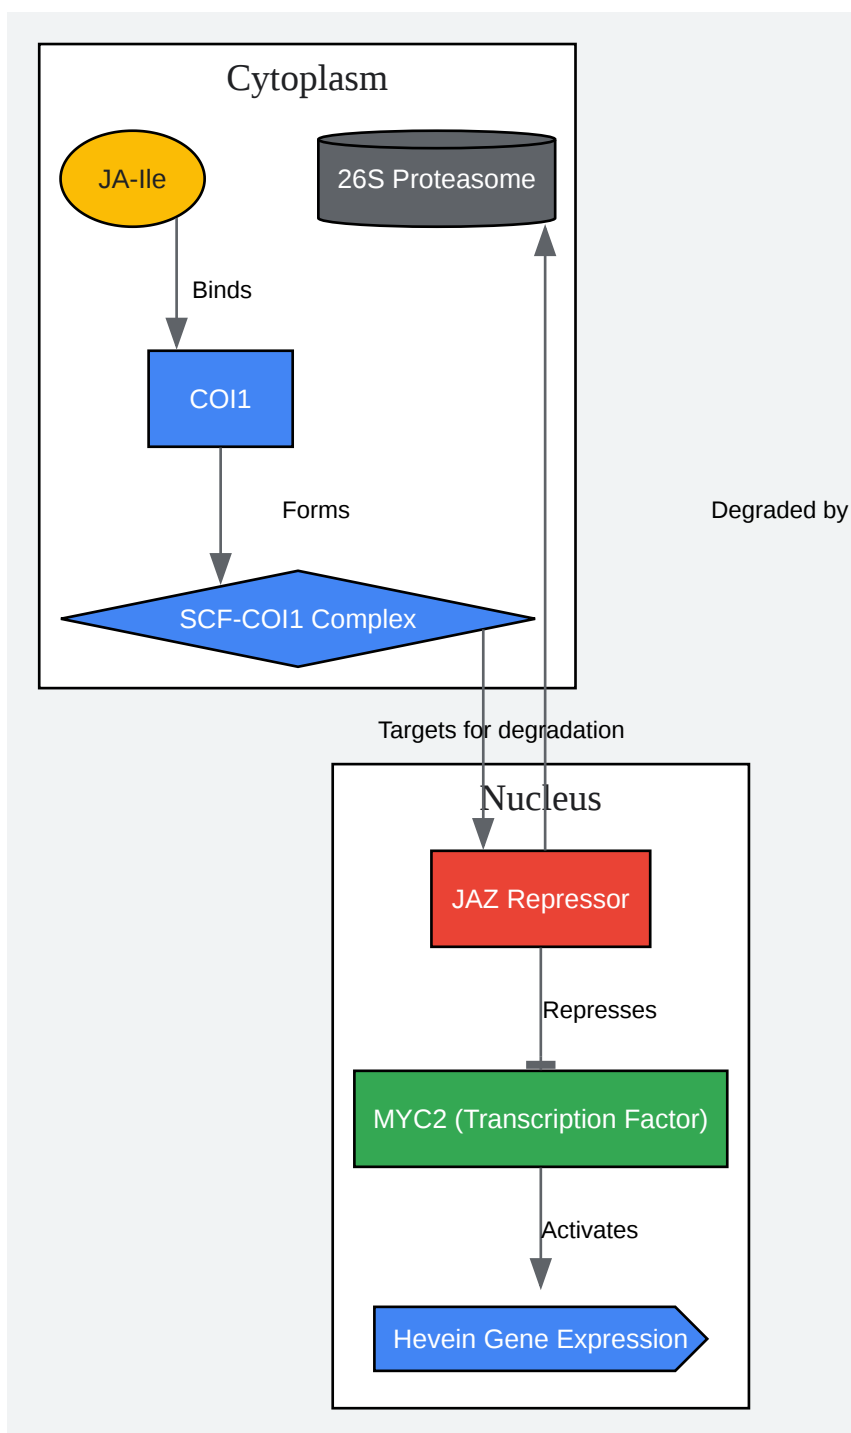 Cytoplasm
JA-Ile
26S Proteasome
Binds
COI1
Forms
Degraded by
SCF-COI1 Complex
Targets for degradation
Nucleus
JAZ Repressor
Represses
MYC2 (Transcription Factor)
Activates
Hevein Gene Expression